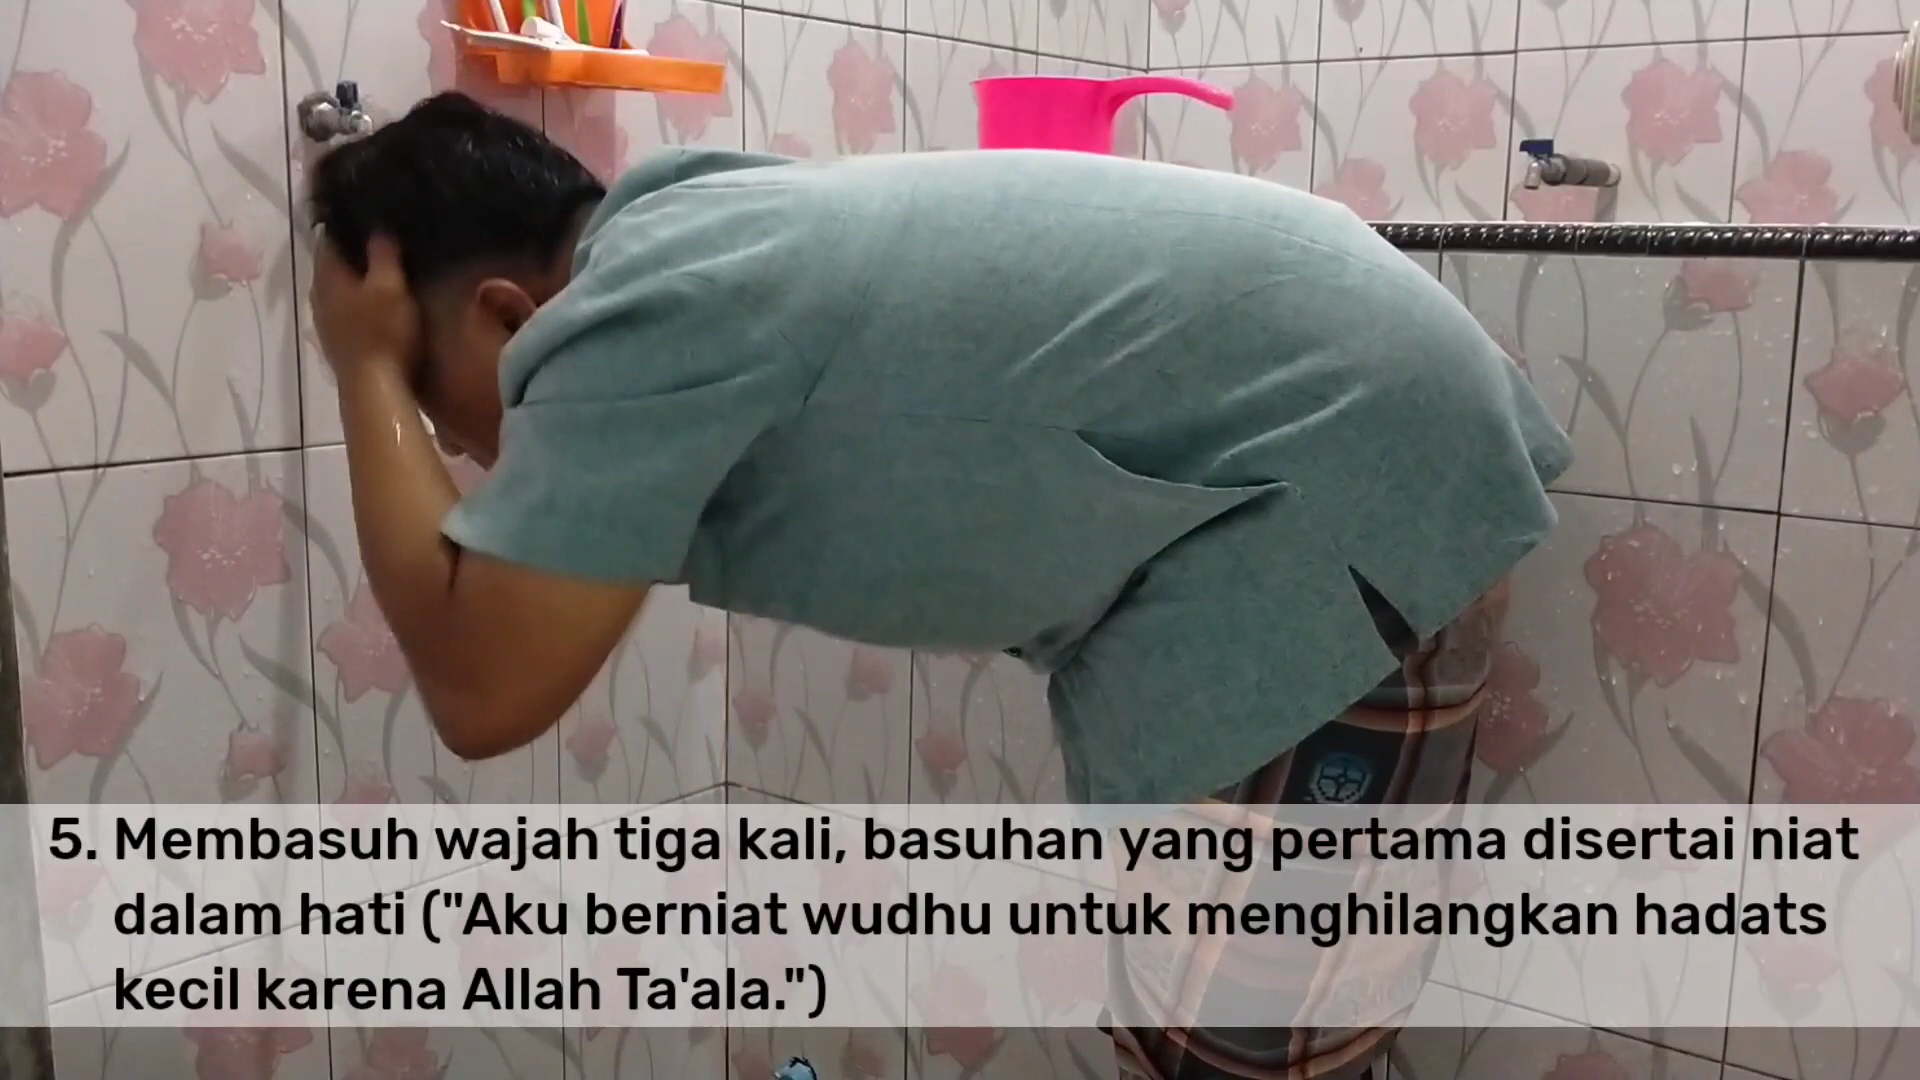 5. Membasuh wajah tiga kali, basuhan yang pertama disertai niat
dalam hati ("Aku berniat wudhu untuk menghilangkan hadats
kecil karena Allah Ta'ala.")